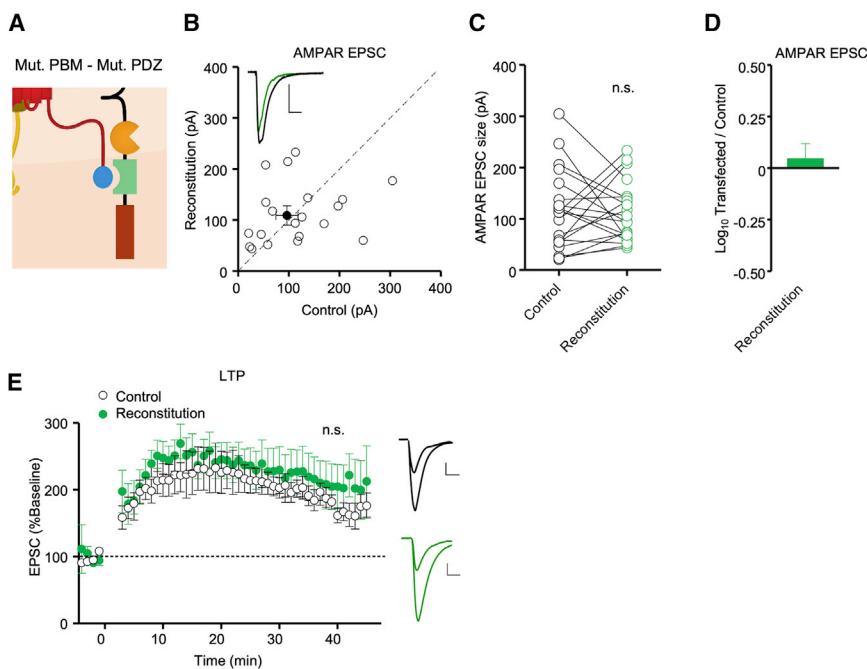 A
Mut. PBM - Mut. PDZ
B
AMPAR EPSC
Reconstitution (pA)
400
300
200
100
0
0 100 200 300 400
Control (pA)
C
AMPAR EPSC size (pA)
400
300
200
100
0
n.s.
Control
Reconstitution
D
AMPAR EPSC
Log10 Transfected / Control
0.50
0.25
0
-0.25
-0.50
Reconstitution
E
LTP
Control
Reconstitution
n.s.
EPSC (%Baseline)
300
200
100
0
0 10 20 30 40
Time (min)